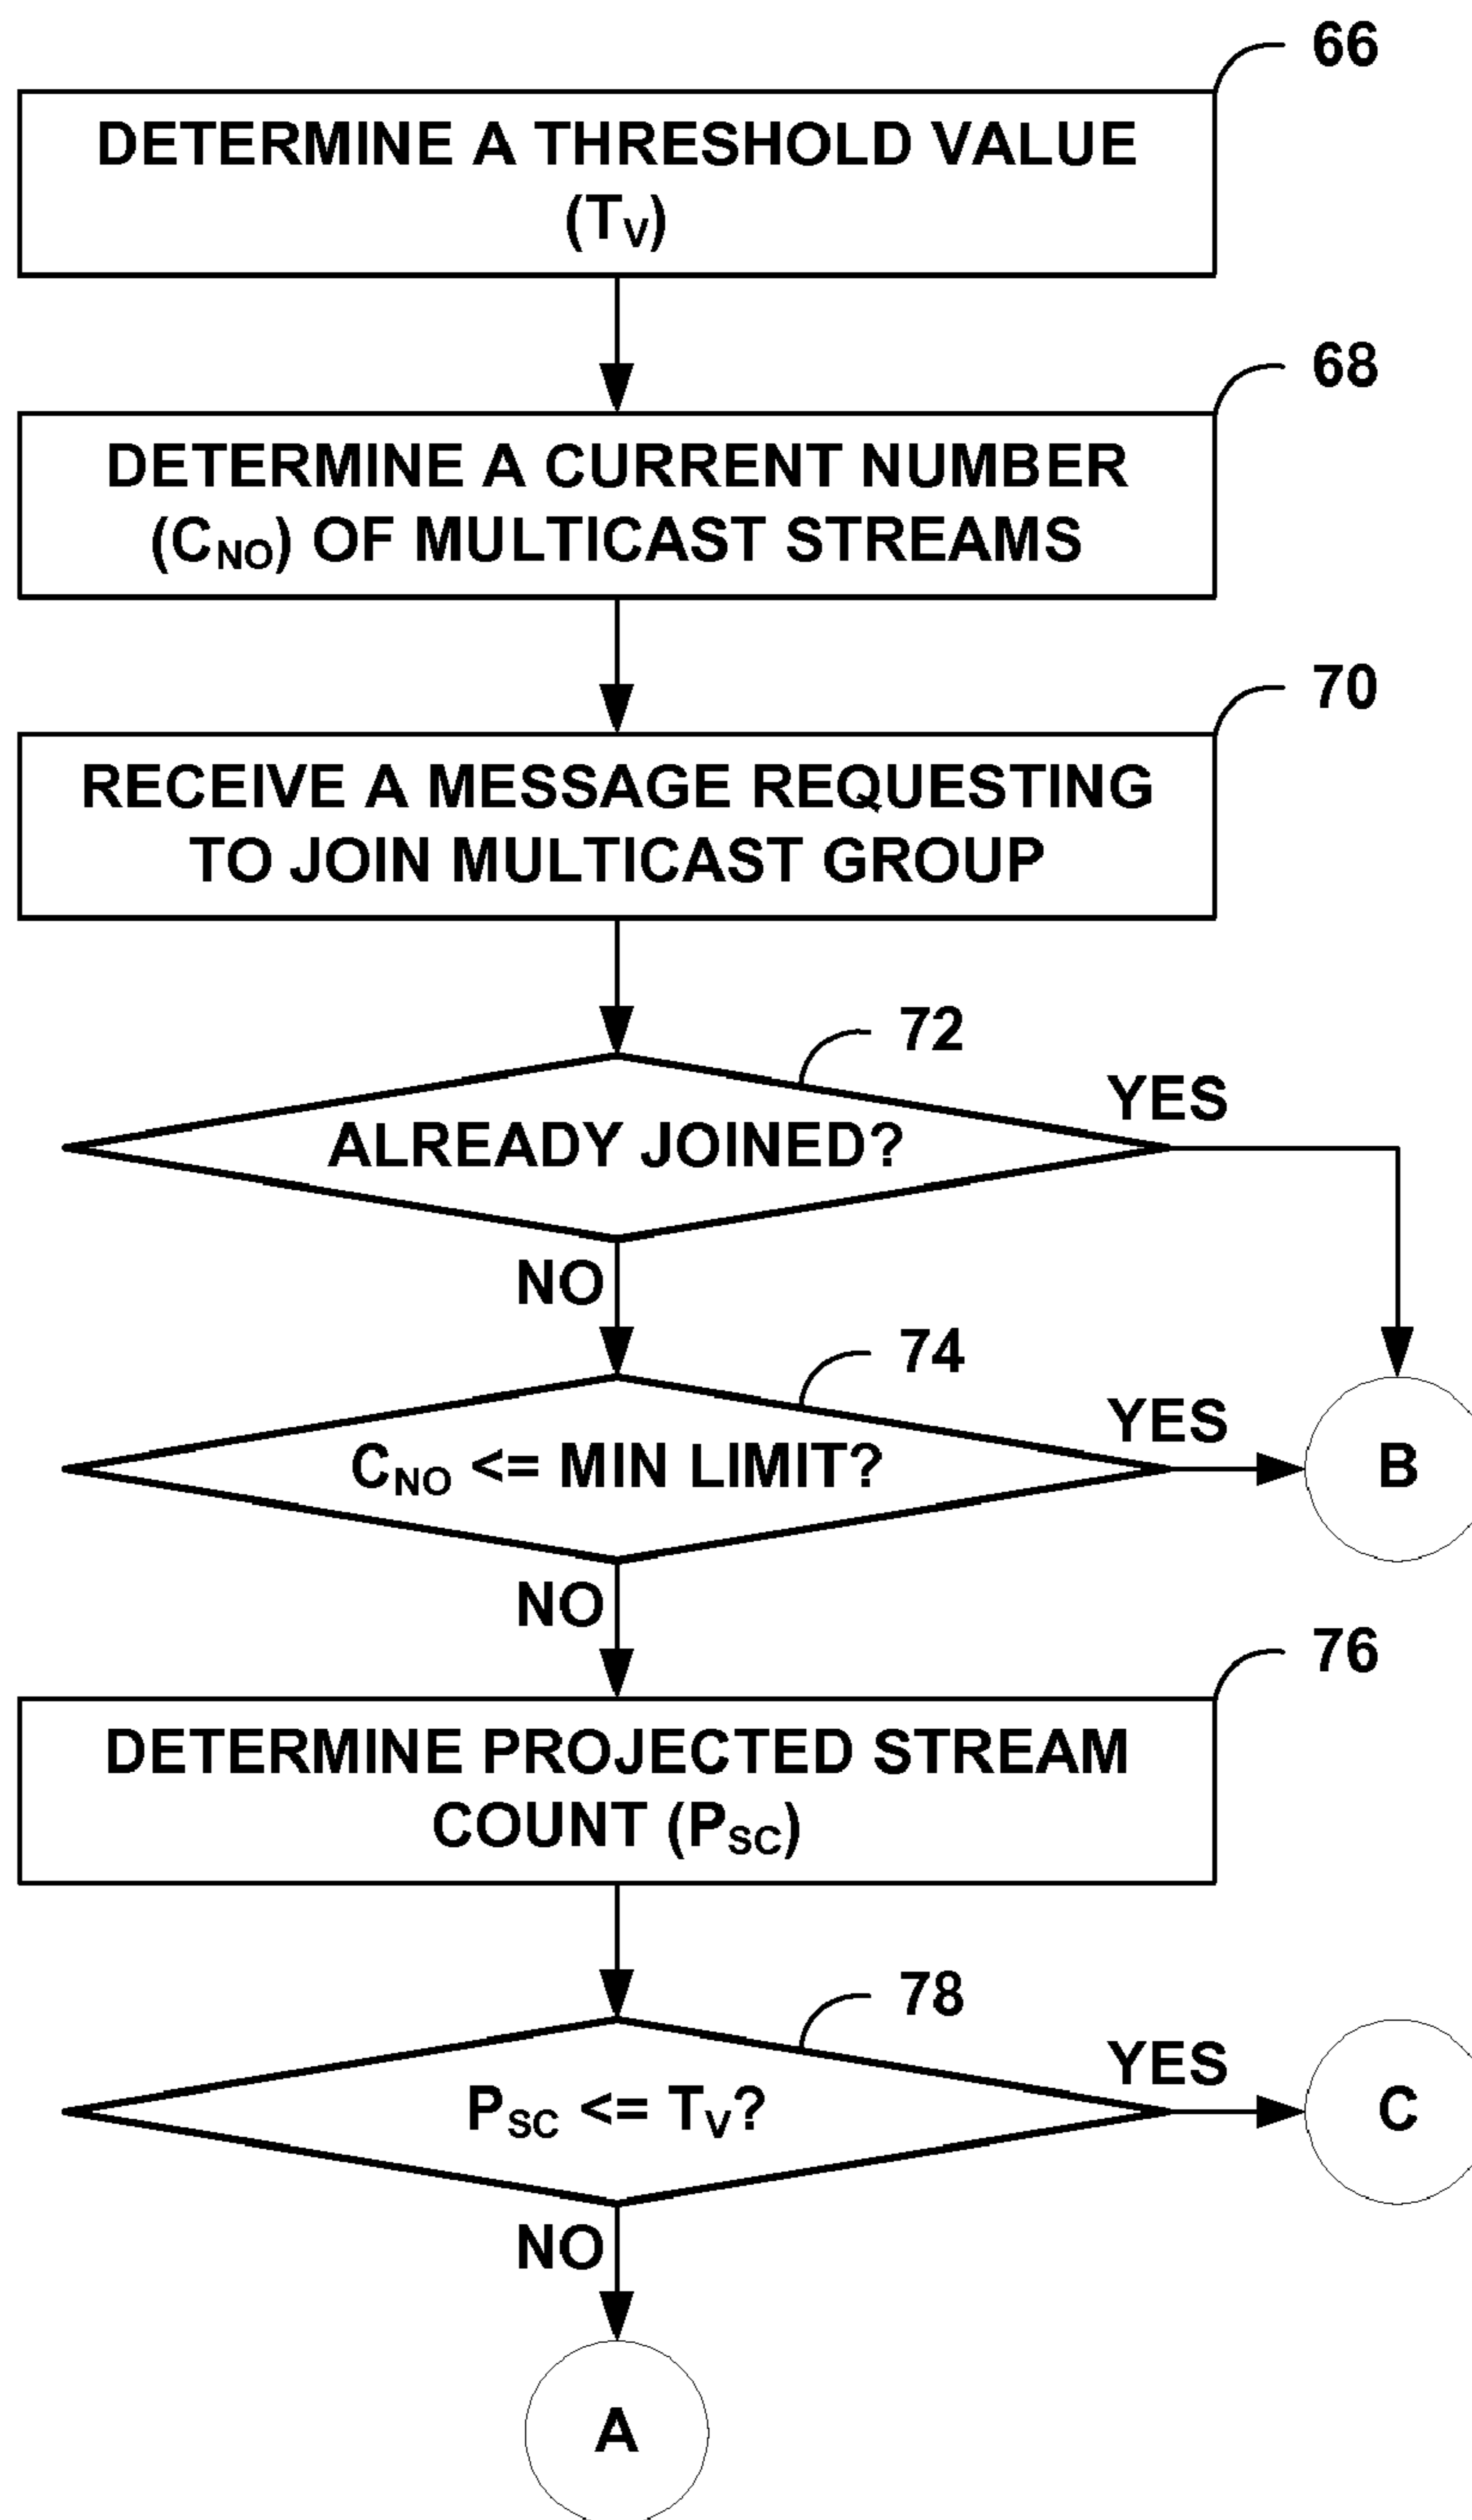 66
DETERMINE A THRESHOLD VALUE
(TV)
68
DETERMINE A CURRENT NUMBER
(CNO) OF MULTICAST STREAMS
70
RECEIVE A MESSAGE REQUESTING
TO JOIN MULTICAST GROUP
72
YES
ALREADY JOINED?
NO
74
YES
CNO <= MIN LIMIT?
B
NO
76
DETERMINE PROJECTED STREAM
COUNT (PSC)
78
YES
PSC <= TV?
C
NO
A